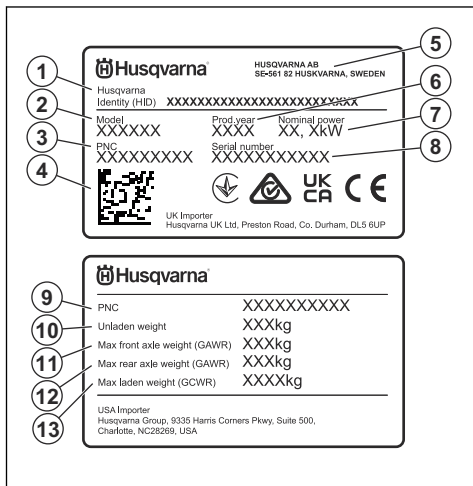 Husqvarna
HUSQVARNA AB
SE-561 82 HUSKVARNA, SWEDEN
Husqvarna
Identity (HID) XXXXXXXXXXXXXXXXXXXXXXXXX
Model Prod.year Nominal power
XXXXXX XXXX XX, XkW
PNC Serial number
XXXXXXXXX XXXXXXXXXXX
UK CA CE
UK Importer
Husqvarna UK Ltd, Preston Road, Co. Durham, DL5 6UP
1
2
3
4
5
6
7
8
Husqvarna
PNC XXXXXXXXXX
Unladen weight XXXkg
Max front axle weight (GAWR) XXXkg
Max rear axle weight (GAWR) XXXkg
Max laden weight (GCWR) XXXXkg
USA Importer
Husqvarna Group, 9335 Harris Corners Pkwy, Suite 500,
Charlotte, NC28269, USA
9
10
11
12
13